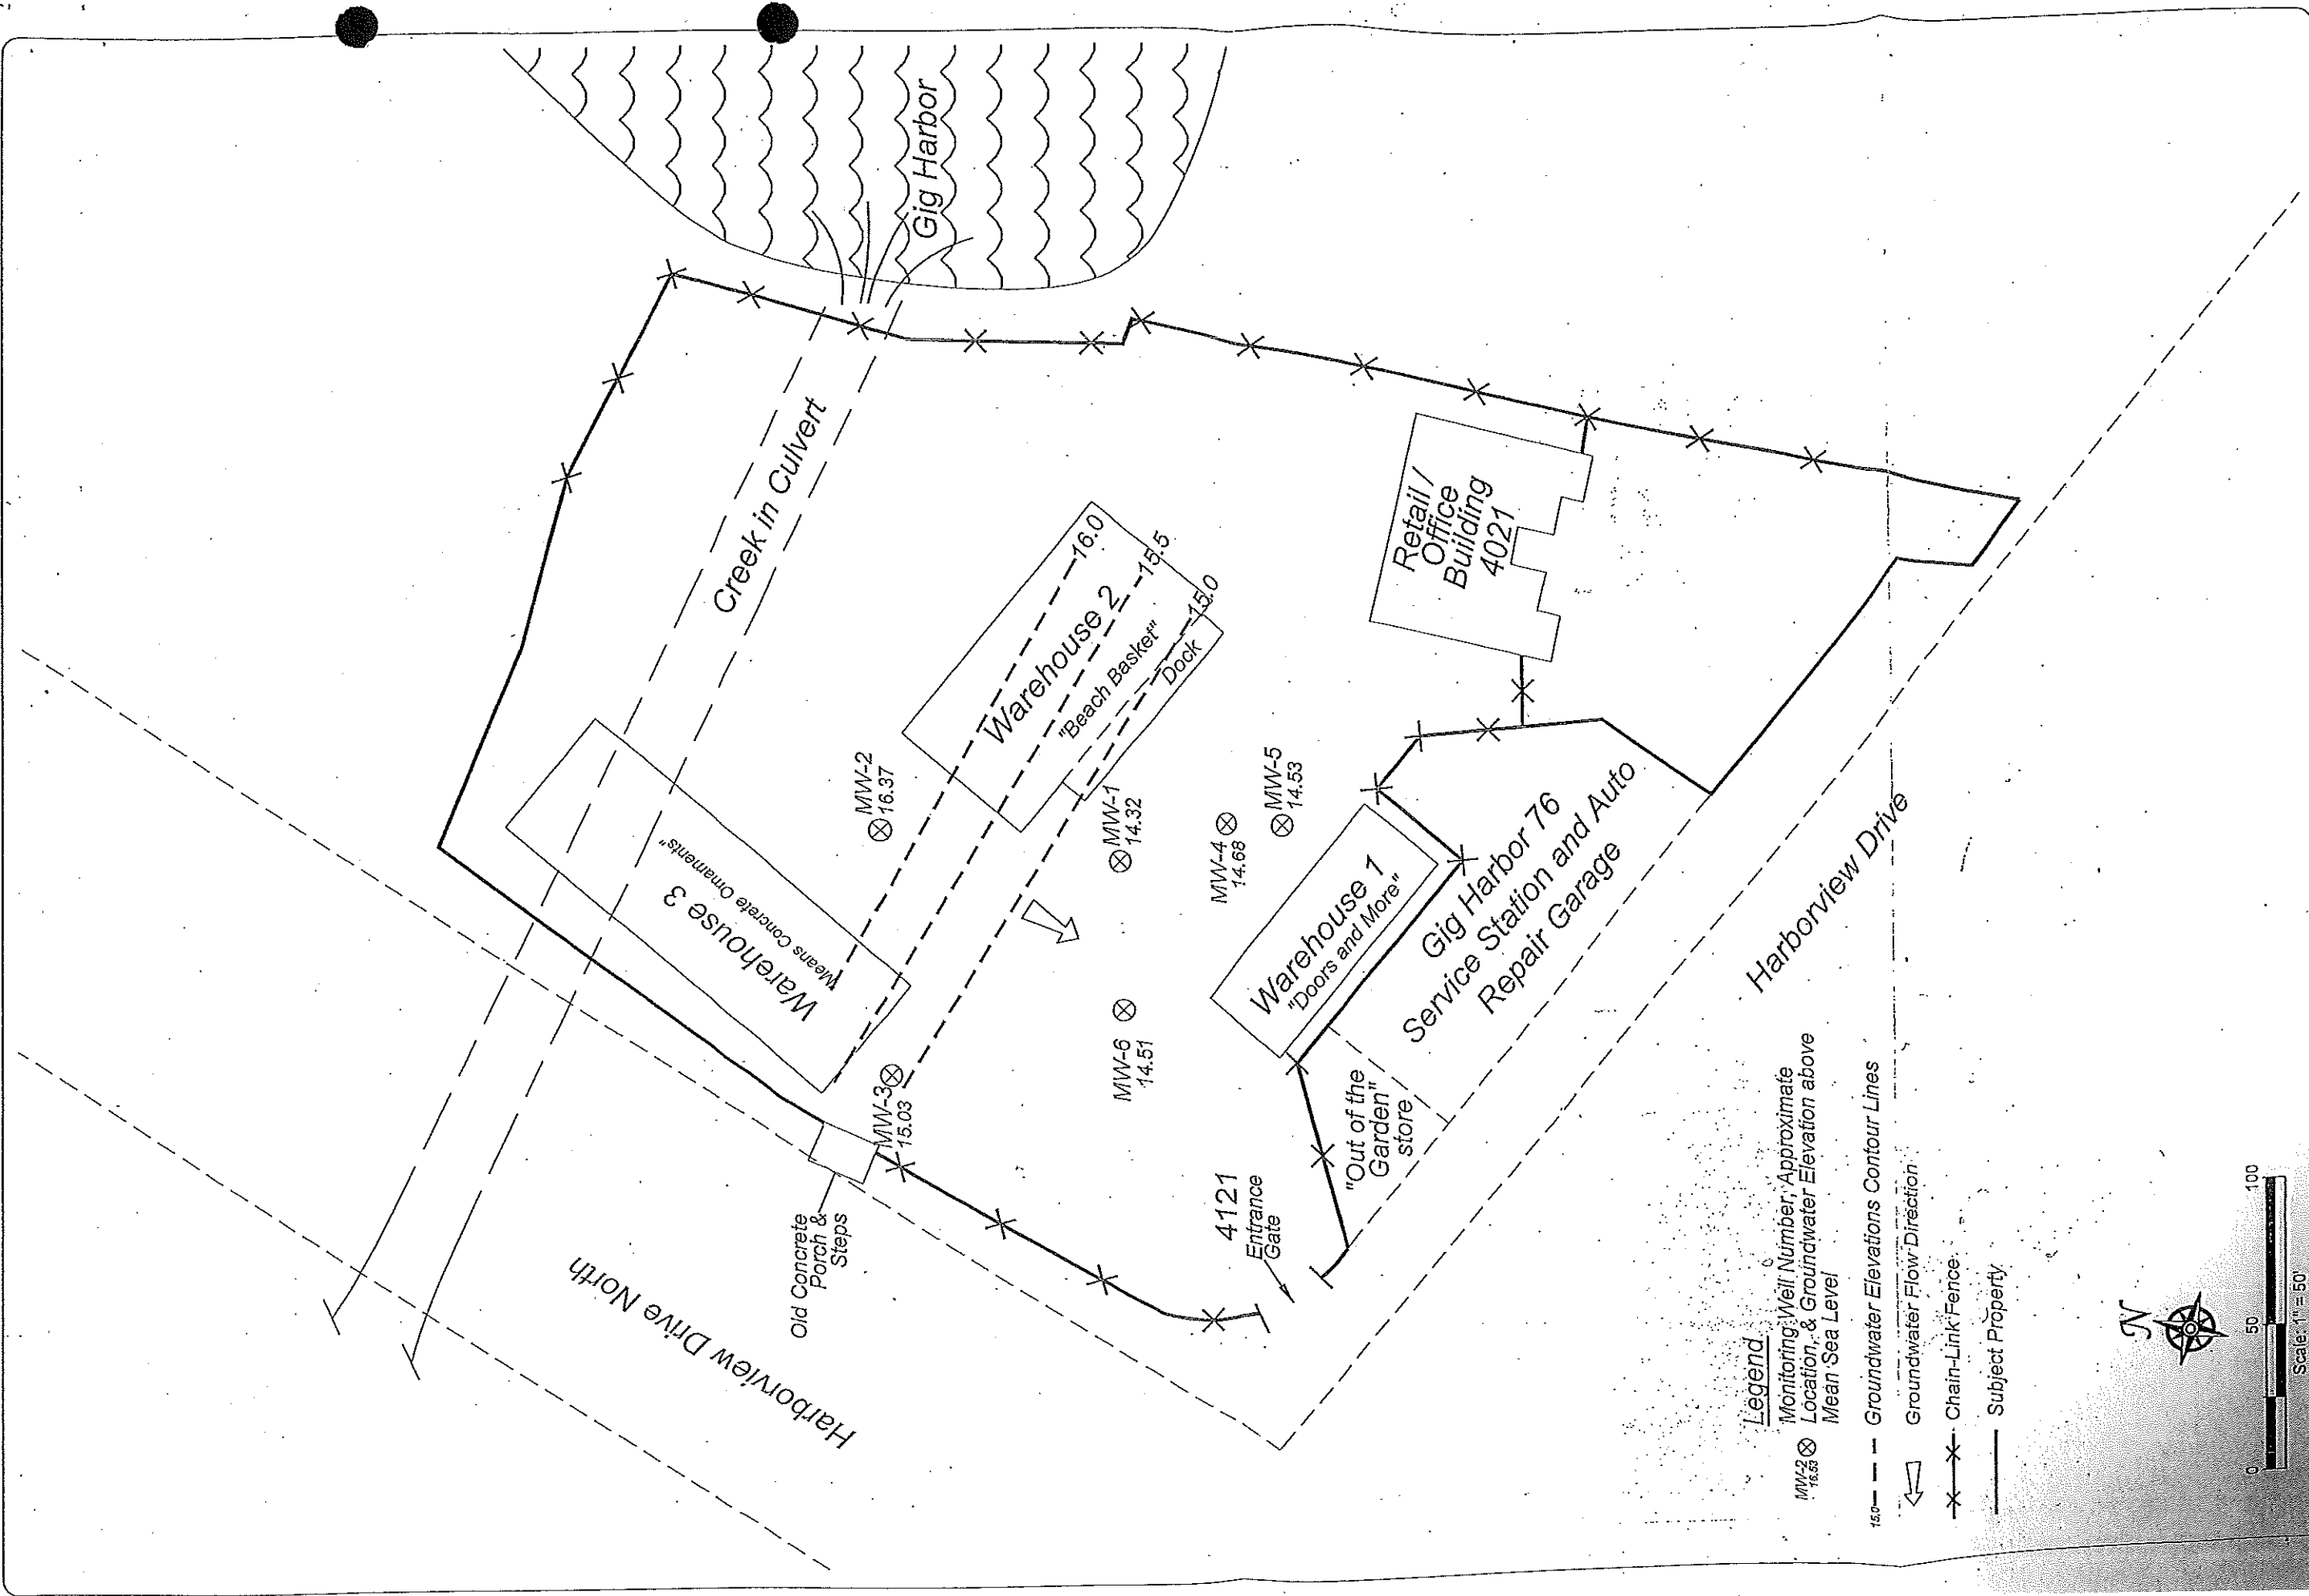 Gig Harbor
Creek in Culvert
Harborview Drive North
Warehouse 3
"Means Concrete Ornaments"
Old Concrete
Porch &
Steps
MW-3
15.03
MW-2
16.37
Warehouse 2
"Beach Basket"
Dock
16.0
15.5
15.0
MW-1
14.32
MW-6
14.51
MW-4
14.68
MW-5
14.53
4121
Entrance
Gate
"Out of the
Garden"
store
Warehouse 1
"Doors and More"
Gig Harbor 76
Service Station and Auto
Repair Garage
Retail /
Office
Building
4021
Harborview Drive
Legend
MW-2
16.53
Monitoring Well Number, Approximate
Location, & Groundwater Elevation above
Mean Sea Level
15.0 Groundwater Elevations Contour Lines
Groundwater Flow Direction
Chain-Link Fence
Subject Property
N
0 50 100
Scale: 1" = 50'